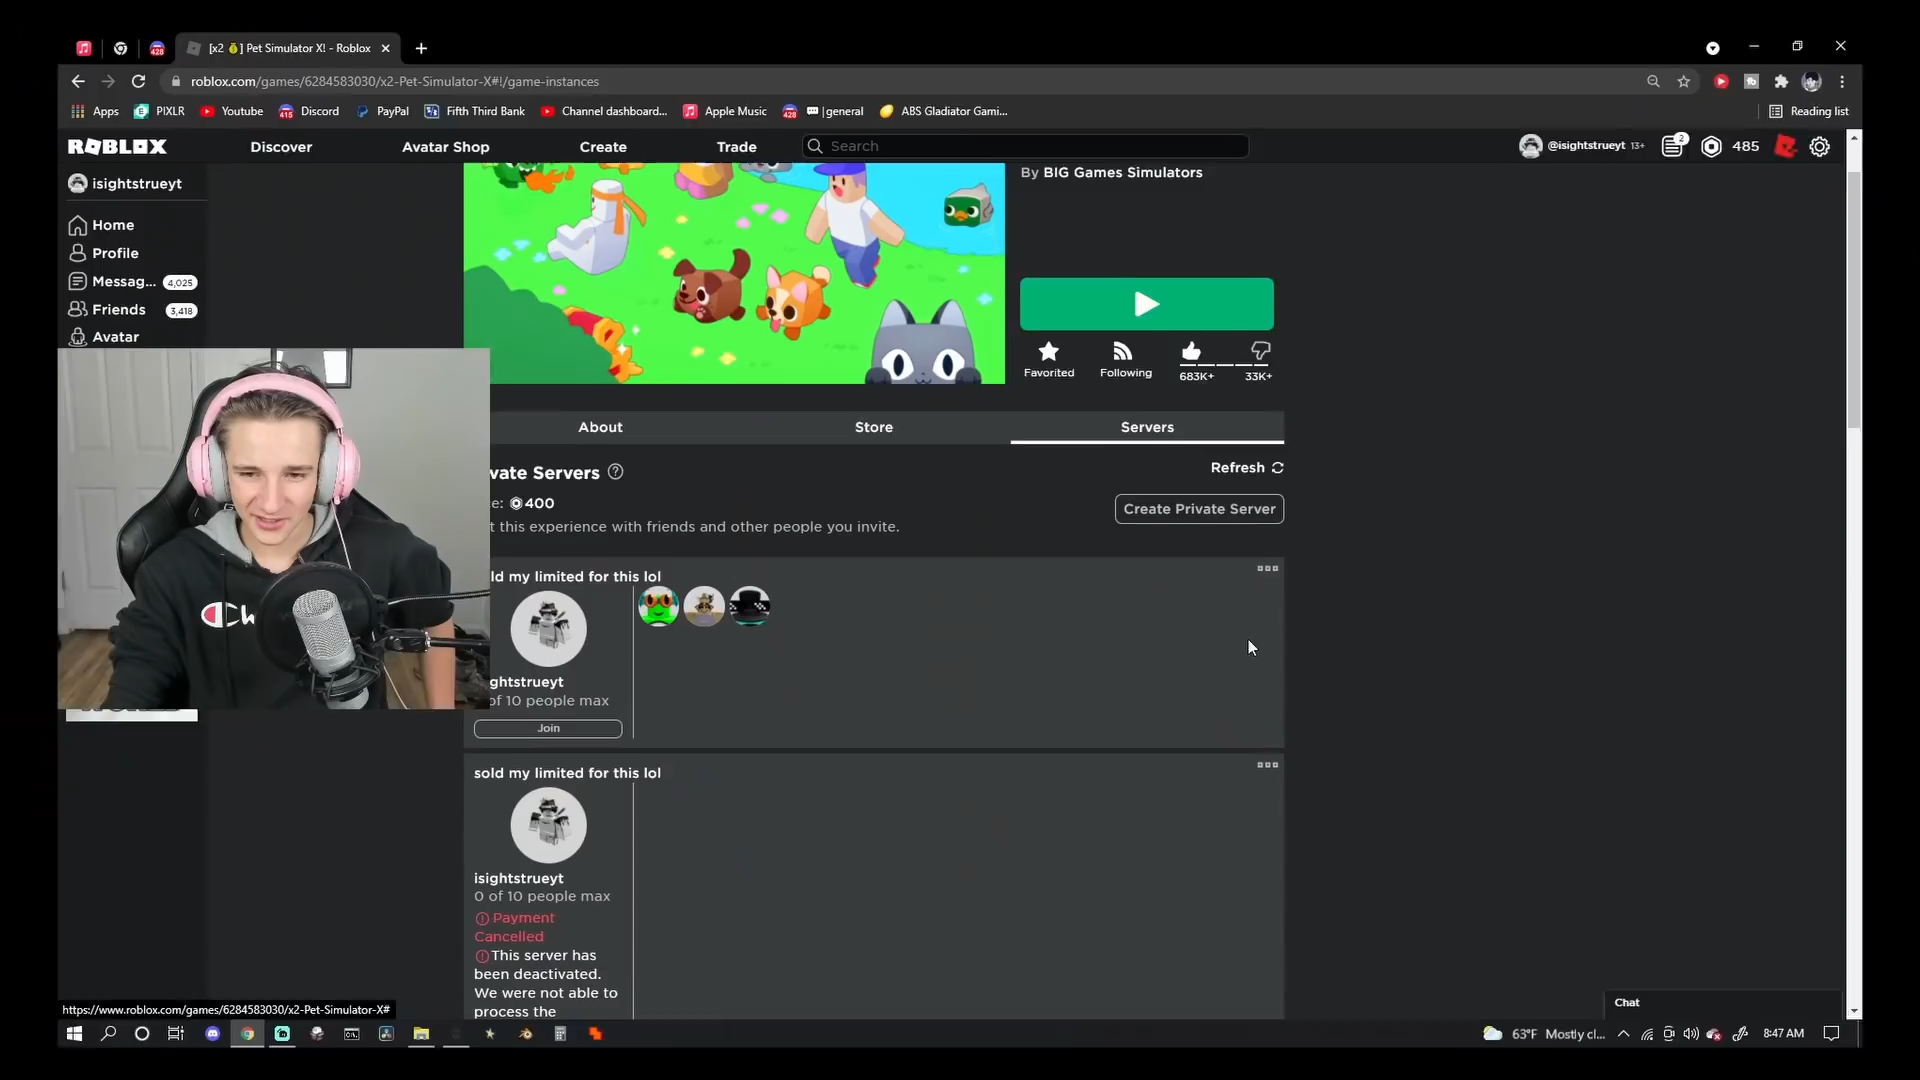 [x2 💰] Pet Simulator X! - Roblox
roblox.com/games/6284583030/x2-Pet-Simulator-X#!/game-instances
Apps PIXLR Youtube 415 Discord PayPal Fifth Third Bank Channel dashboard... Apple Music 428 | general ABS Gladiator Gami... Reading list
ROBLOX Discover Avatar Shop Create Trade Search @isightstrueyt 13+ 2 485
isightstrueyt
Home
Profile
Messag... 4,025
Friends 3,418
Avatar
By BIG Games Simulators
Favorited Following 683K+ 33K+
About Store Servers
vate Servers
Refresh
e: 400
Create Private Server
t this experience with friends and other people you invite.
ld my limited for this lol
ghtstrueyt
of 10 people max
Join
sold my limited for this lol
isightstrueyt
0 of 10 people max
Payment
Cancelled
This server has
been deactivated.
We were not able to
process the
Chat
https://www.roblox.com/games/6284583030/x2-Pet-Simulator-X#
63°F Mostly cl... 8:47 AM